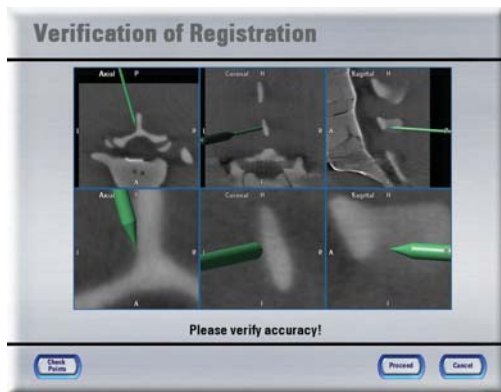 Verification of Registration
Axial P
Coronal H
Sagittal H
Axial
Coronal H
Sagittal H
A
I
A
I
I
Please verify accuracy!
Check
Points
Proceed
Cancel